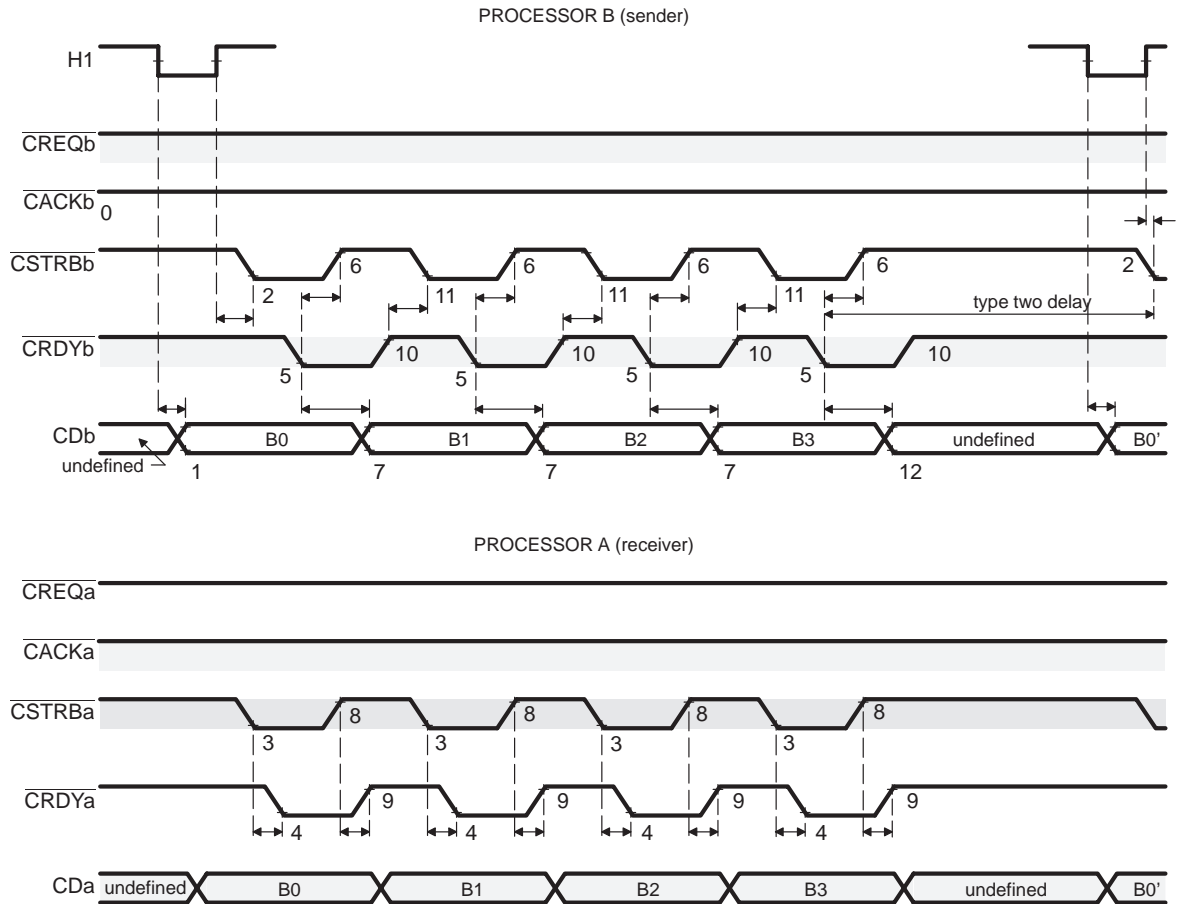 PROCESSOR B (sender)
H1
CREQb
CACKb
0
CSTRBb
6 6 6 6 2
2 11 11 11
type two delay
CRDYb
10 10 10 10
5 5 5 5
CDb
B0 B1 B2 B3 undefined B0'
undefined
1 7 7 7 12
PROCESSOR A (receiver)
CREQa
CACKa
CSTRBa
8 8 8 8
3 3 3 3
CRDYa
9 9 9 9
4 4 4 4
CDa undefined B0 B1 B2 B3 undefined B0'